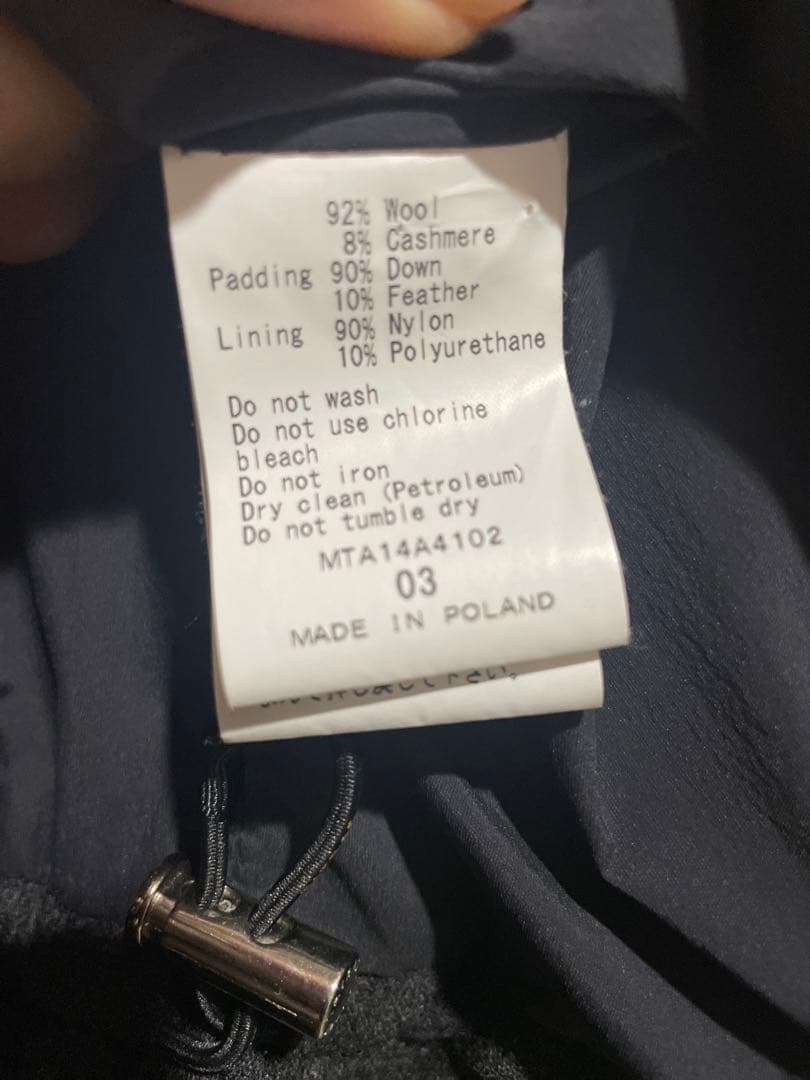 92% Wool
8% Cashmere
Padding 90% Down
10% Feather
Lining 90% Nylon
10% Polyurethane
Do not wash
Do not use chlorine
bleach
Do not iron
Dry clean (Petroleum)
Do not tumble dry
MTA14A4102
03
MADE IN POLAND